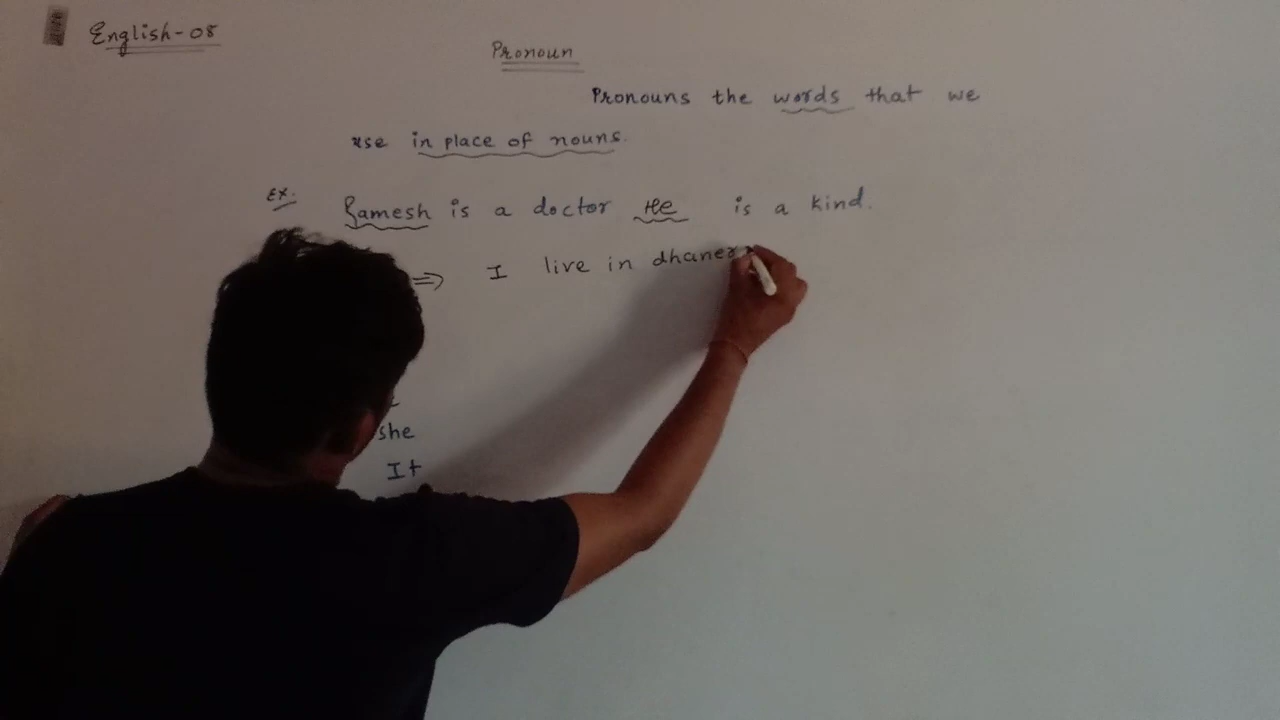 English-08
Pronoun
Pronouns the words that we
use in place of nouns.
Ex. Ramesh is a doctor He is a kind.
⇒ I live in dhaner
she
It